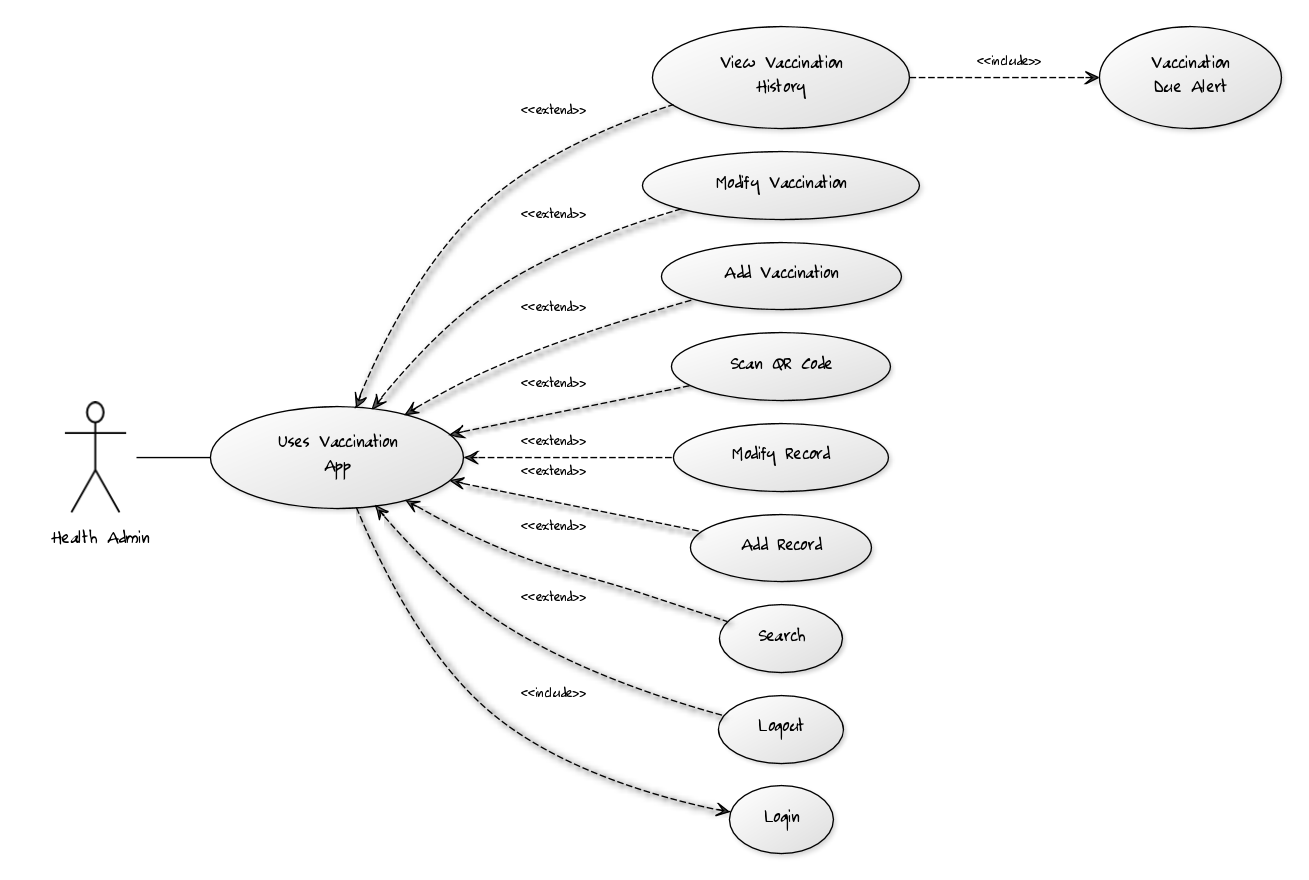 View Vaccination
History
<<include>>
Vaccination
Due Alert
<<extend>>
Modify Vaccination
<<extend>>
Add Vaccination
<<extend>>
Scan QR Code
<<extend>>
Uses Vaccination
App
<<extend>>
Modify Record
<<extend>>
Health Admin
<<extend>>
Add Record
<<extend>>
Search
<<include>>
Logout
Login